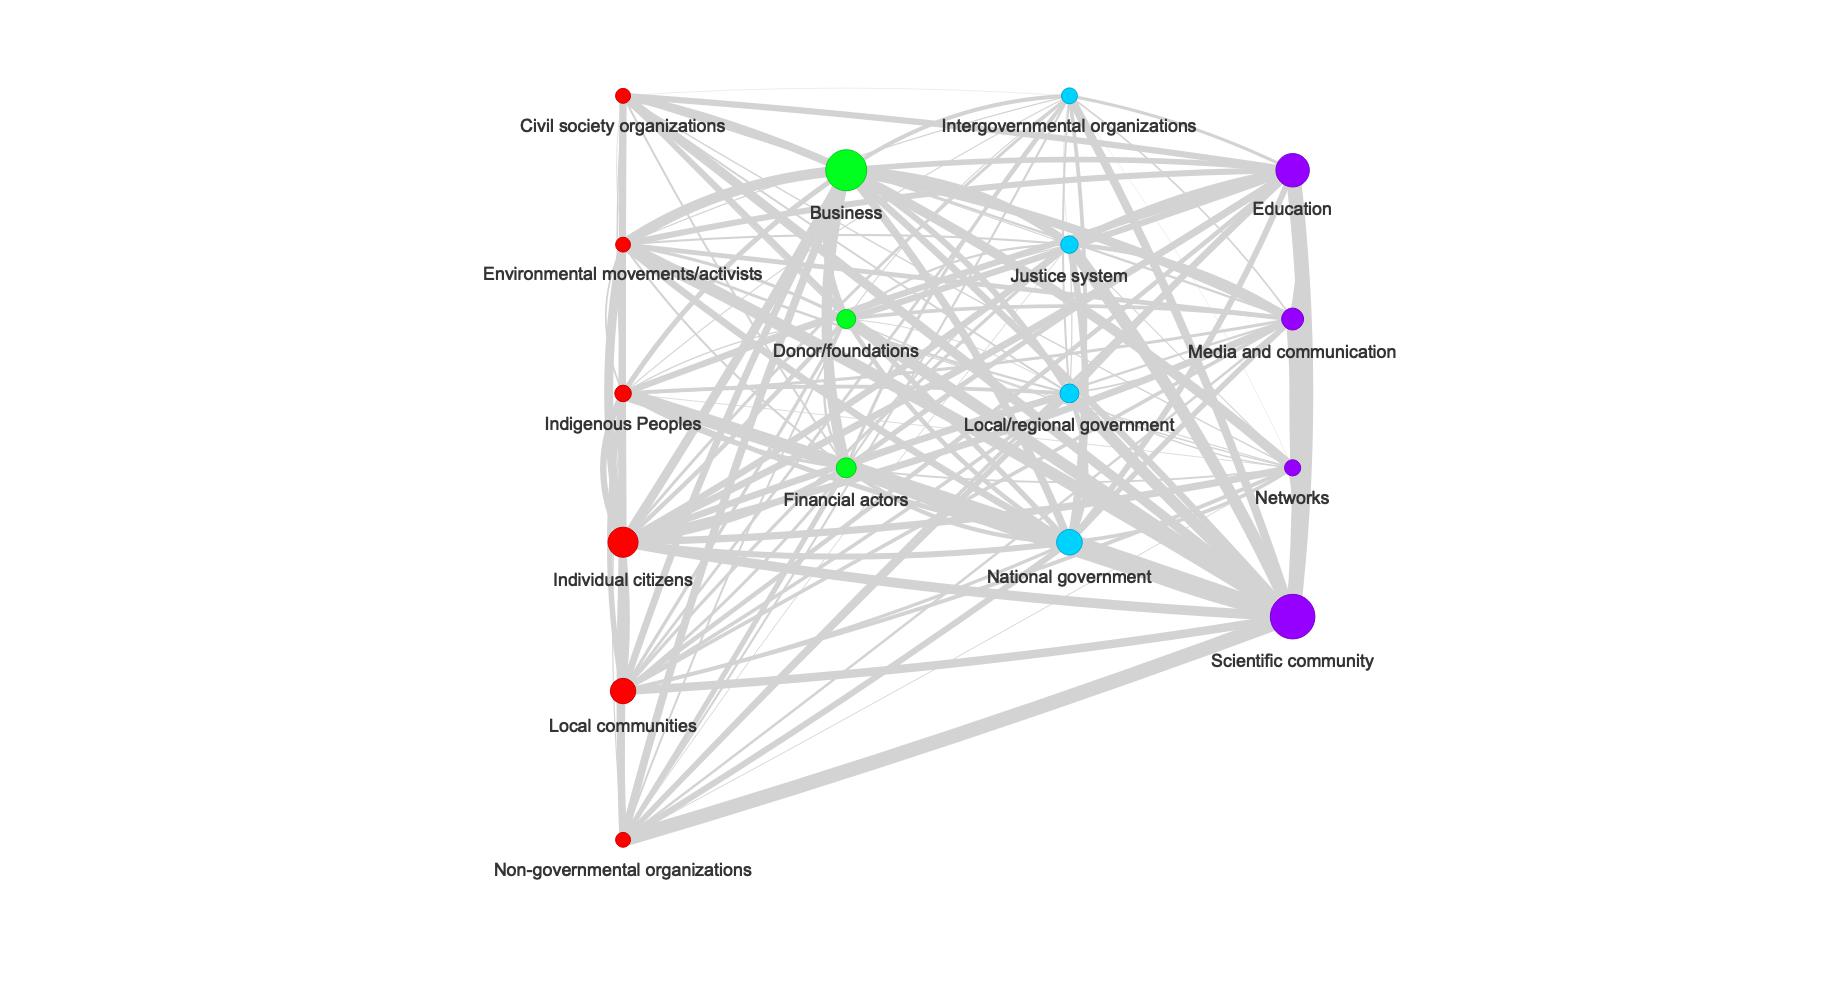 Civil society organizations
Intergovernmental organizations
Business
Education
Environmental movements/activists
Justice system
Donor/foundations
Media and communication
Indigenous Peoples
Local/regional government
Financial actors
Networks
Individual citizens
National government
Scientific community
Local communities
Non-governmental organizations